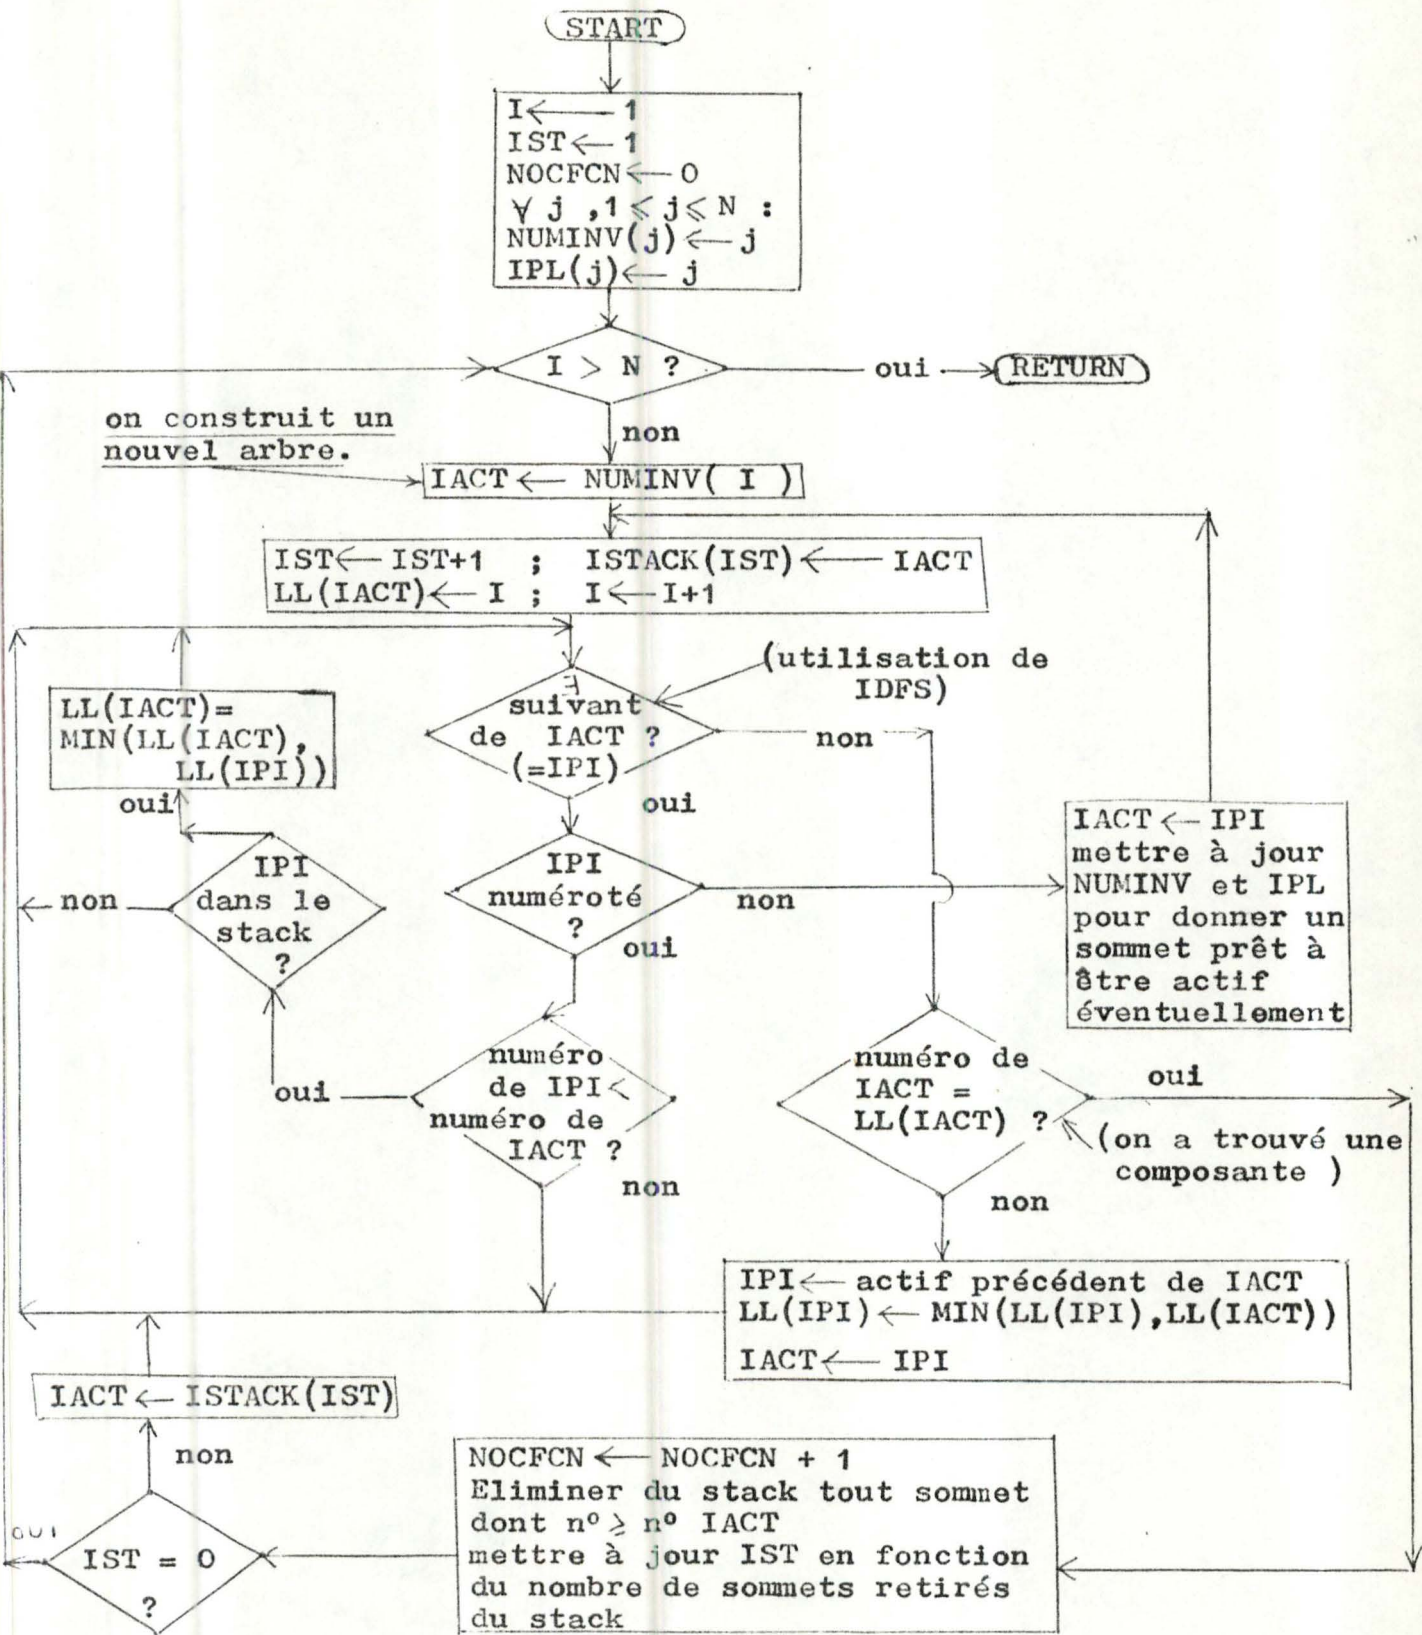 START
I ← 1
IST ← 1
NOCFCN ← 0
∀ j ,1 ⩽ j ⩽ N :
NUMINV(j) ← j
IPL(j) ← j
I > N ?
oui
RETURN
non
on construit un
nouvel arbre.
IACT ← NUMINV( I )
IST ← IST+1 ; ISTACK(IST) ← IACT
LL(IACT) ← I ; I ← I+1
(utilisation de
IDFS)
∃
suivant
de IACT ?
(=IPI)
non
oui
LL(IACT)=
MIN(LL(IACT),
LL(IPI))
oui
IPI
dans le
stack
?
non
IPI
numéroté
?
non
oui
IACT ← IPI
mettre à jour
NUMINV et IPL
pour donner un
sommet prêt à
être actif
éventuellement
numéro
de IPI <
numéro de
IACT ?
oui
non
numéro de
IACT =
LL(IACT) ?
oui
(on a trouvé une
composante )
non
IPI ← actif précédent de IACT
LL(IPI) ← MIN(LL(IPI),LL(IACT))
IACT ← IPI
IACT ← ISTACK(IST)
non
IST = 0
?
OUI
NOCFCN ← NOCFCN + 1
Eliminer du stack tout sommet
dont nº ⩾ nº IACT
mettre à jour IST en fonction
du nombre de sommets retirés
du stack